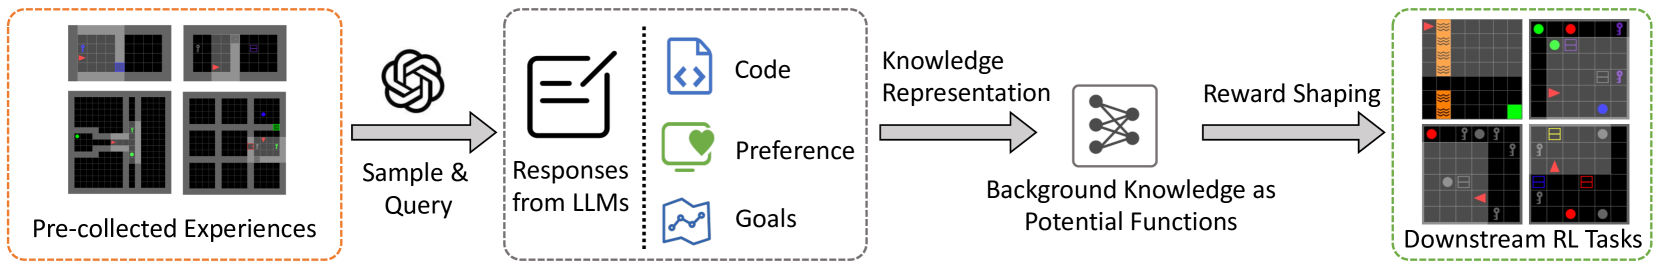 Pre-collected Experiences
Sample &
Query
Responses
from LLMs
Code
Preference
Goals
Knowledge
Representation
Background Knowledge as
Potential Functions
Reward Shaping
Downstream RL Tasks